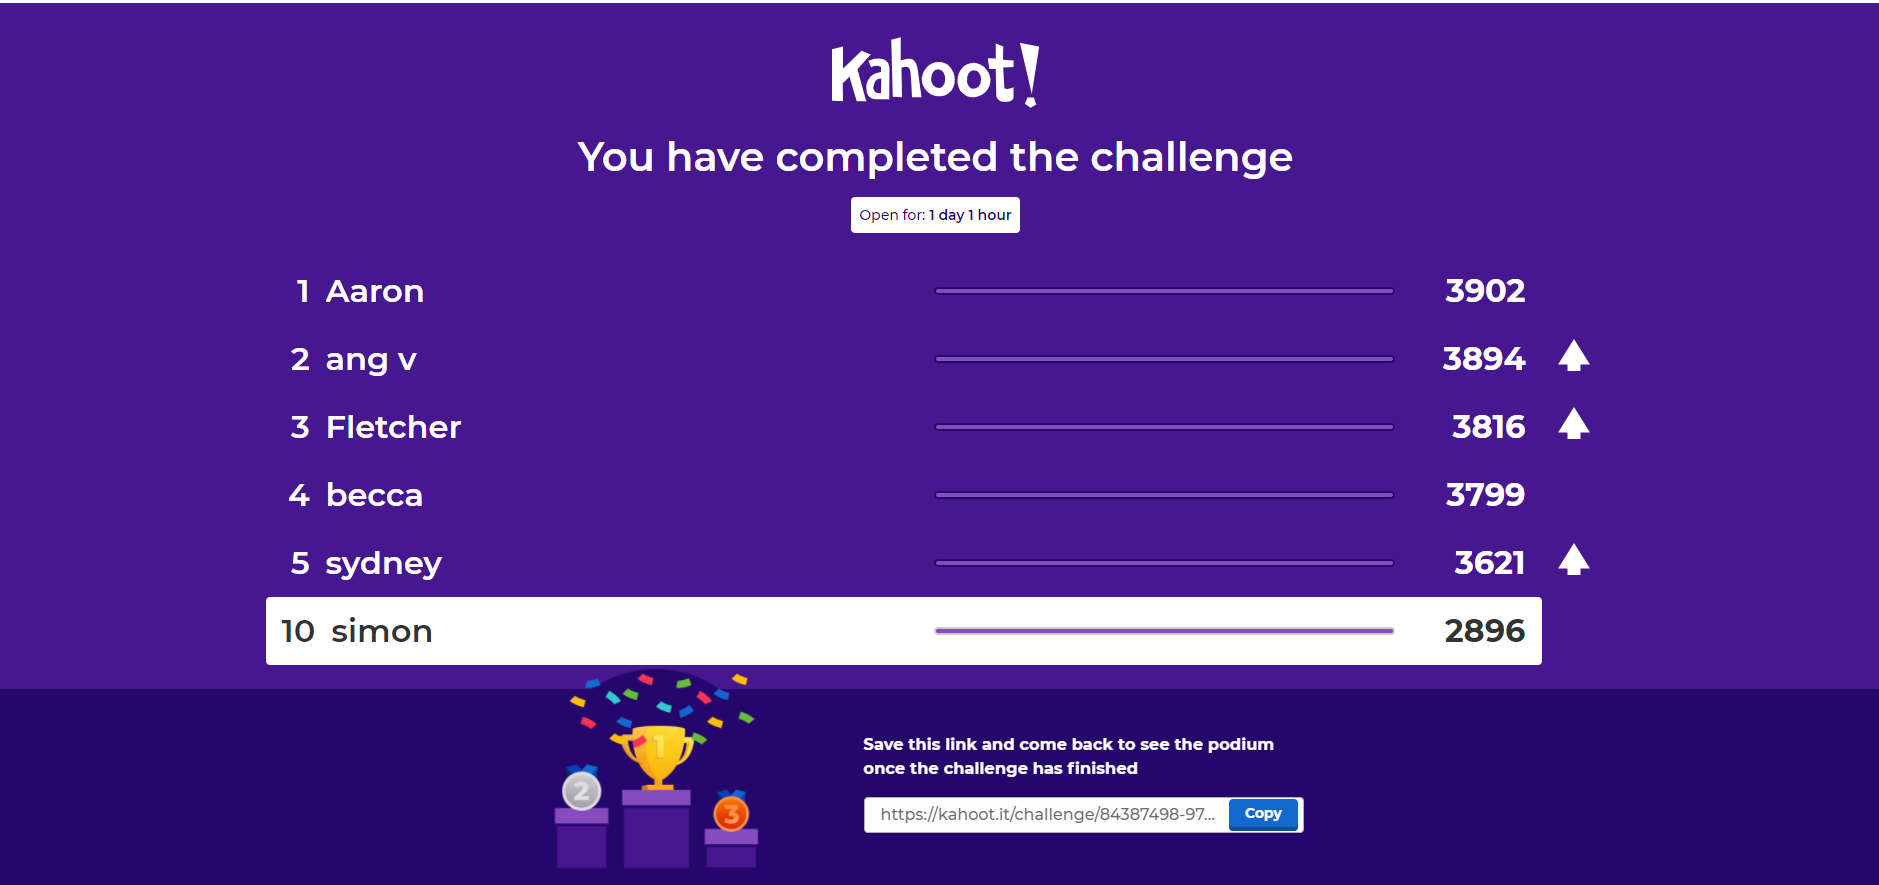 Kahoot!
You have completed the challenge
Open for: 1 day 1 hour
1 Aaron 3902
2 ang v 3894
3 Fletcher 3816
4 becca 3799
5 sydney 3621
10 simon 2896
1
2
3
Save this link and come back to see the podium
once the challenge has finished
https://kahoot.it/challenge/84387498-97... Copy